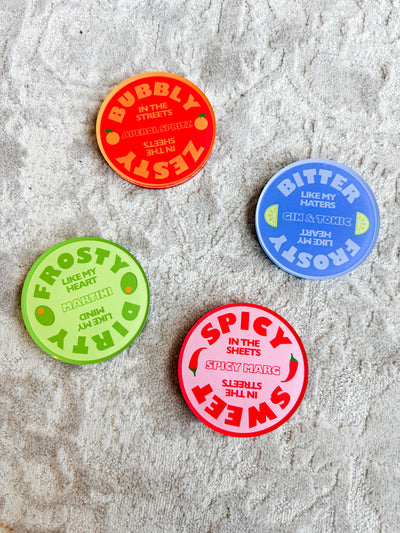 BUBBLY
IN THE
STREETS
APEROL SPRITZ
IN THE
SHEETS
ZESTY
BITTER
LIKE MY
HATERS
GIN & TONIC
LIKE MY
HEART
FROSTY
FROSTY
LIKE MY
HEART
MARTINI
LIKE MY
MIND
DIRTY
SPICY
IN THE
SHEETS
SPICY MARG
IN THE
STREETS
SWEET